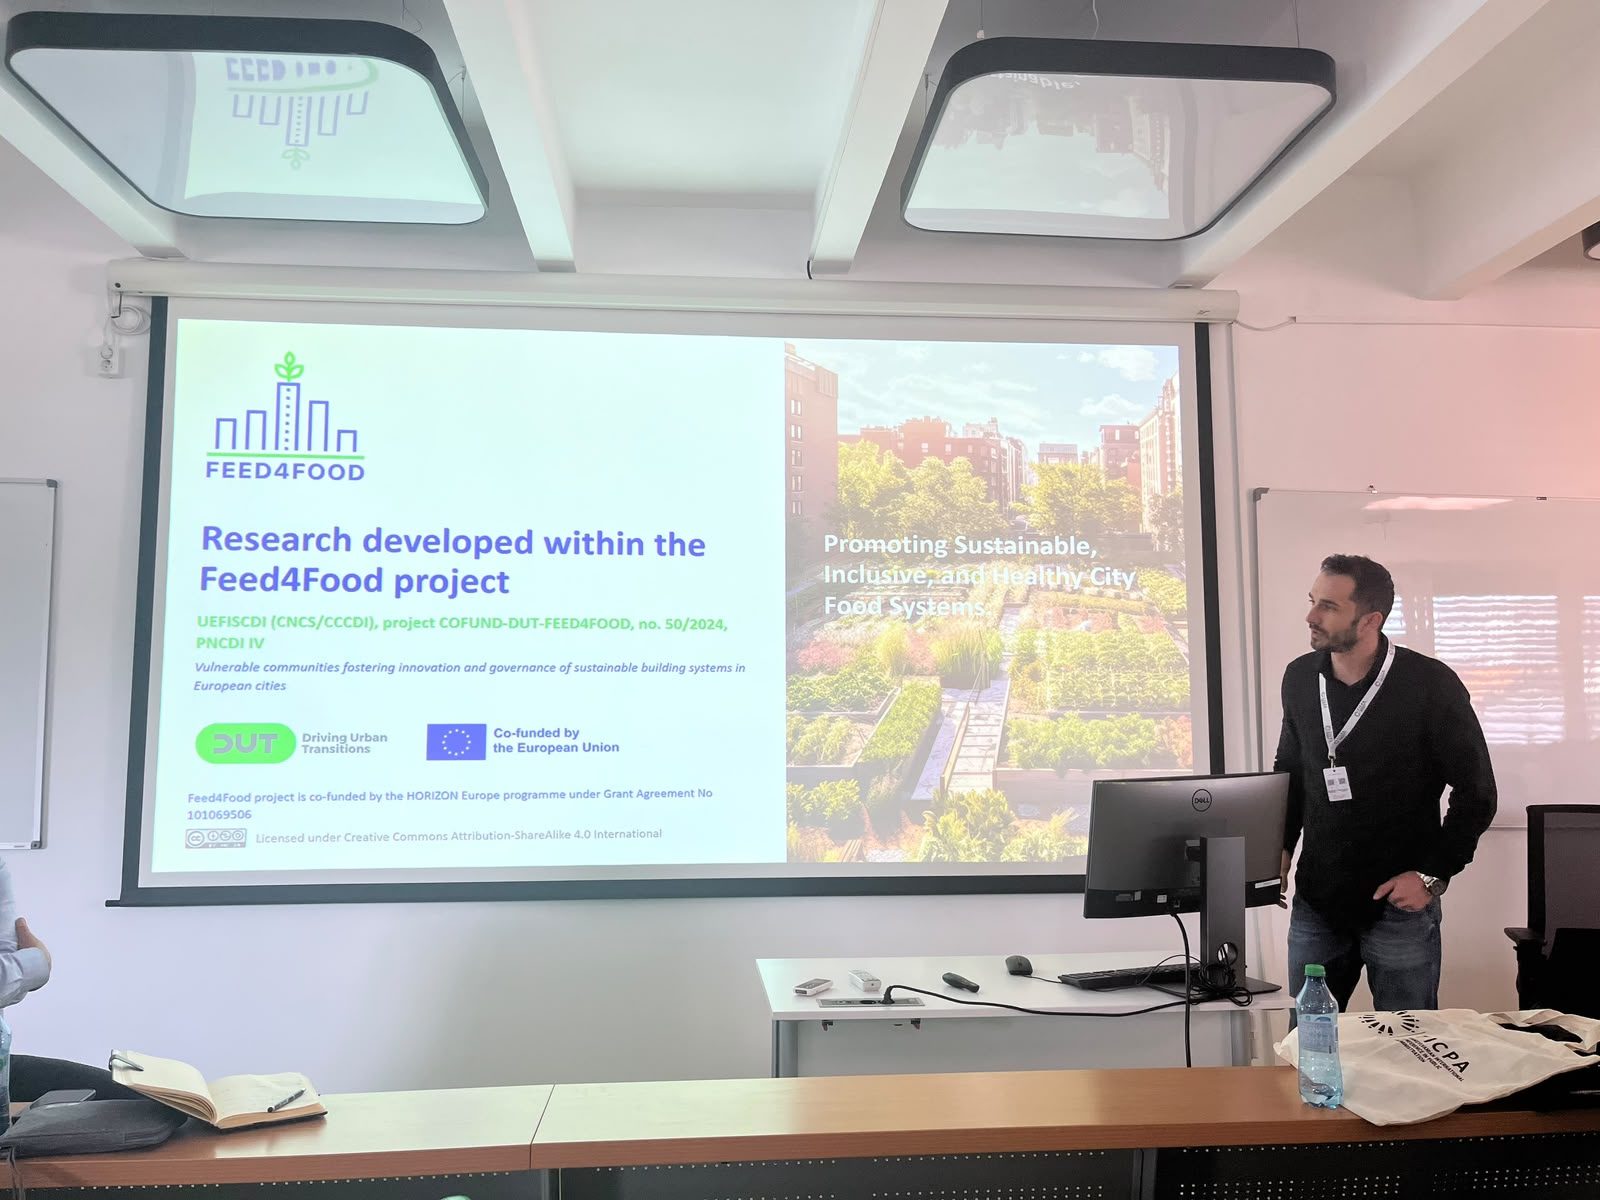 FEED4FOOD
Research developed within the
Feed4Food project
UEFISCDI (CNCS/CCCDI), project COFUND-DUT-FEED4FOOD, no. 50/2024,
PNCDI IV
Vulnerable communities fostering innovation and governance of sustainable building systems in
European cities
DUT
Driving Urban
Transitions
Co-funded by
the European Union
Feed4Food project is co-funded by the HORIZON Europe programme under Grant Agreement No
101069506
Licensed under Creative Commons Attribution-ShareAlike 4.0 International
Promoting Sustainable,
Inclusive, and Healthy City
Food Systems.
DELL
ICPA